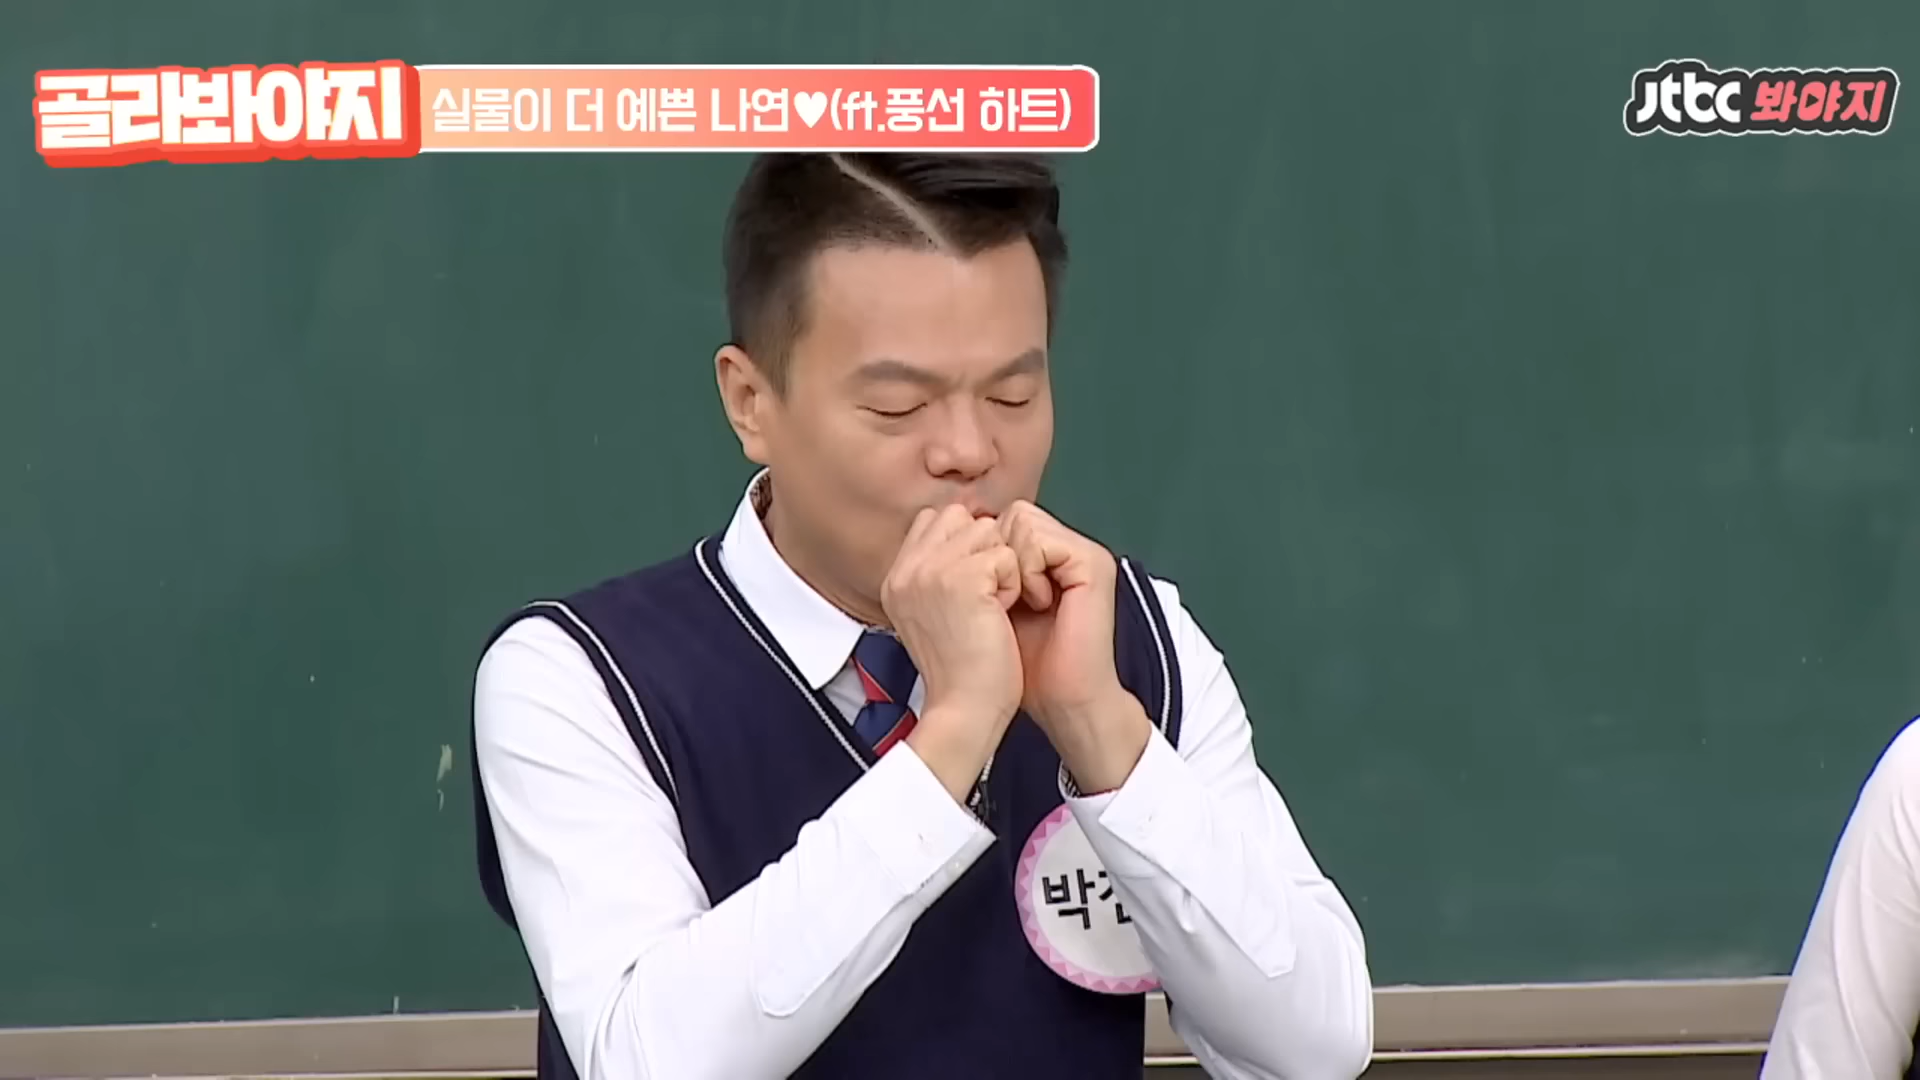 골라봐야지
실물이 더 예쁜 나연♥(ft.풍선 하트)
jtbc 봐야지
박진